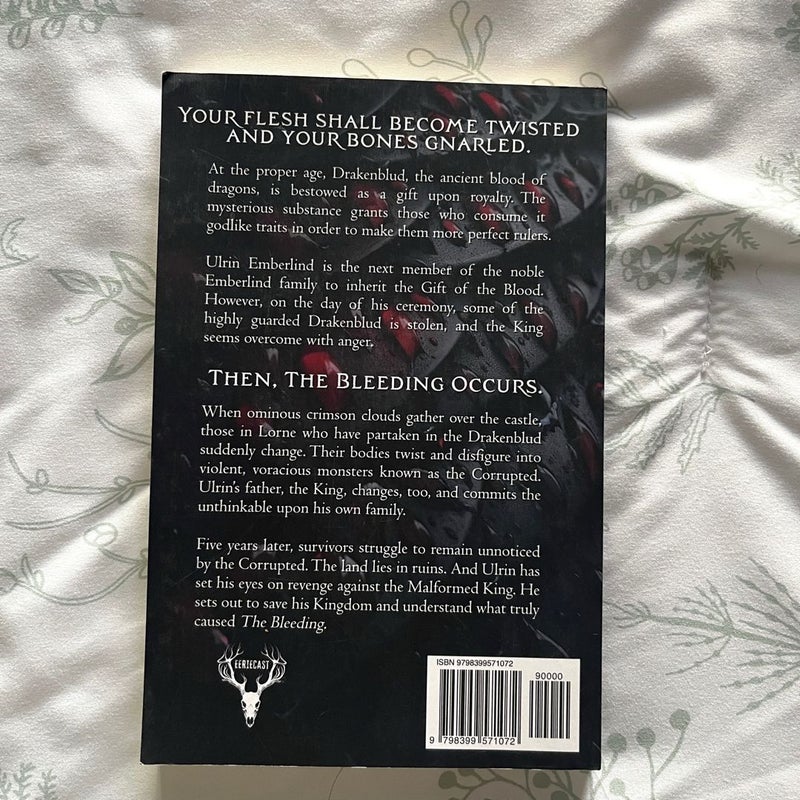 YOUR FLESH SHALL BECOME TWISTED
AND YOUR BONES GNARLED.
At the proper age, Drakenblud, the ancient blood of
dragons, is bestowed as a gift upon royalty. The
mysterious substance grants those who consume it
godlike traits in order to make them more perfect rulers.
Ulrin Emberlind is the next member of the noble
Emberlind family to inherit the Gift of the Blood.
However, on the day of his ceremony, some of the
highly guarded Drakenblud is stolen, and the King
seems overcome with anger.
THEN, THE BLEEDING OCCURS.
When ominous crimson clouds gather over the castle,
those in Lorne who have partaken in the Drakenblud
suddenly change. Their bodies twist and disfigure into
violent, voracious monsters known as the Corrupted.
Ulrin's father, the King, changes, too, and commits the
unthinkable upon his own family.
Five years later, survivors struggle to remain unnoticed
by the Corrupted. The land lies in ruins. And Ulrin has
set his eyes on revenge against the Malformed King. He
sets out to save his Kingdom and understand what truly
caused The Bleeding.
EERIECAST
ISBN 9798399571072
90000
9 798399 571072